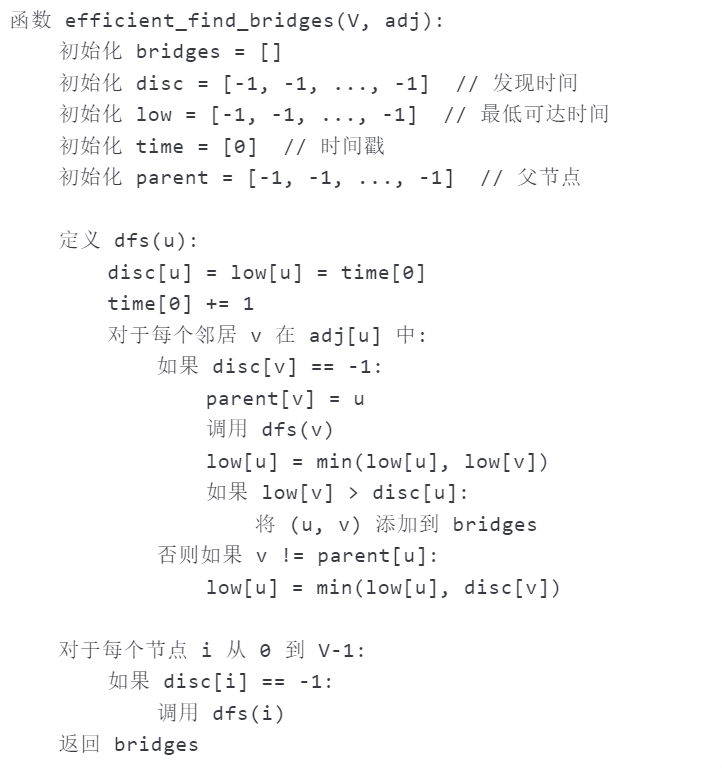 函数 efficient_find_bridges(V, adj):
    初始化 bridges = []
    初始化 disc = [-1, -1, ..., -1]  // 发现时间
    初始化 low = [-1, -1, ..., -1]  // 最低可达时间
    初始化 time = [0]  // 时间戳
    初始化 parent = [-1, -1, ..., -1]  // 父节点

    定义 dfs(u):
        disc[u] = low[u] = time[0]
        time[0] += 1
        对于每个邻居 v 在 adj[u] 中:
            如果 disc[v] == -1:
                parent[v] = u
                调用 dfs(v)
                low[u] = min(low[u], low[v])
                如果 low[v] > disc[u]:
                    将 (u, v) 添加到 bridges
            否则如果 v != parent[u]:
                low[u] = min(low[u], disc[v])

    对于每个节点 i 从 0 到 V-1:
        如果 disc[i] == -1:
            调用 dfs(i)
    返回 bridges